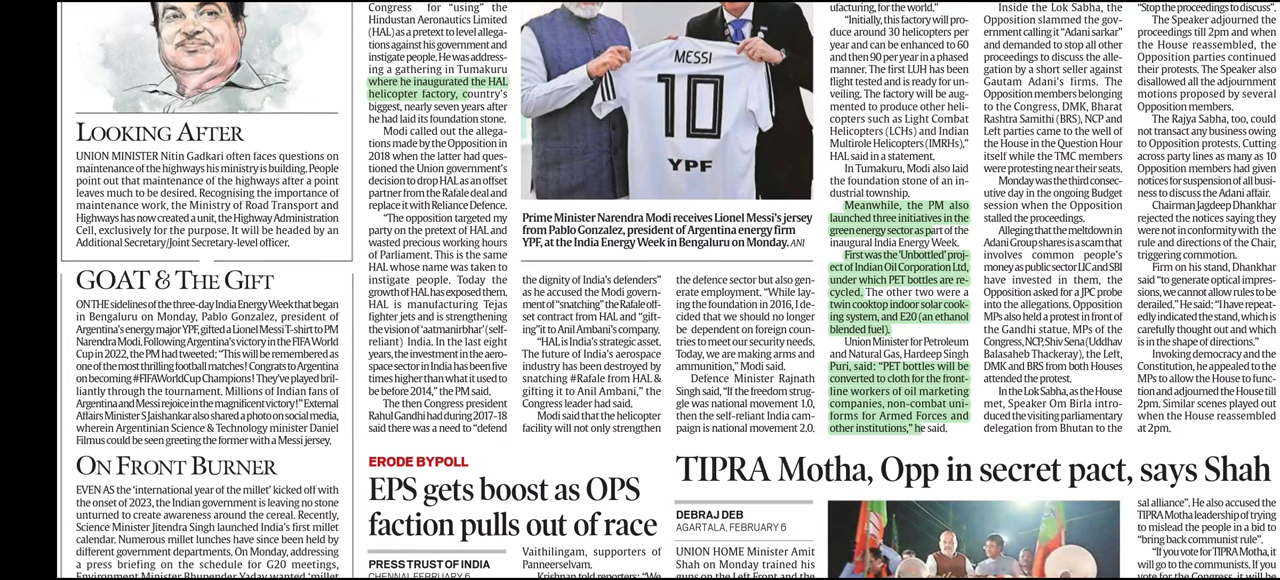 LOOKING AFTER
UNION MINISTER Nitin Gadkari often faces questions on
maintenance of the highways his ministry is building. People
point out that maintenance of the highways after a point
leaves much to be desired. Recognising the importance of
maintenance work, the Ministry of Road Transport and
Highways has now created a unit, the Highway Administration
Cell, exclusively for the purpose. It will be headed by an
Additional Secretary/Joint Secretary-level officer.
GOAT & THE GIFT
ON THE sidelines of the three-day India Energy Week that began
in Bengaluru on Monday, Pablo Gonzalez, president of
Argentina's energy major YPF, gifted a Lionel Messi T-shirt to PM
Narendra Modi. Following Argentina's victory in the FIFA World
Cup in 2022, the PM had tweeted: "This will be remembered as
one of the most thrilling football matches! Congrats to Argentina
on becoming #FIFAWorldCup Champions! They've played bril-
liantly through the tournament. Millions of Indian fans of
Argentina and Messi rejoice in the magnificent victory!" External
Affairs Minister S Jaishankar also shared a photo on social media,
wherein Argentinian Science & Technology minister Daniel
Filmus could be seen greeting the former with a Messi jersey.
ON FRONT BURNER
EVEN AS the 'international year of the millet' kicked off with
the onset of 2023, the Indian government is leaving no stone
unturned to create awareness around the cereal. Recently,
Science Minister Jitendra Singh launched India's first millet
calendar. Numerous millet lunches have since been held by
different government departments. On Monday, addressing
a press briefing on the schedule for G20 meetings,
Environment Minister Bhupender Yadav wanted 'millet
Congress for "using" the
Hindustan Aeronautics Limited
(HAL) as a pretext to level allega-
tions against his government and
instigate people. He was address-
ing a gathering in Tumakuru
where he inaugurated the HAL
helicopter factory, country's
biggest, nearly seven years after
he had laid its foundation stone.
Modi called out the allega-
tions made by the Opposition in
2018 when the latter had ques-
tioned the Union government's
decision to drop HAL as an offset
partner from the Rafale deal and
replace it with Reliance Defence.
"The opposition targeted my
party on the pretext of HAL and
wasted precious working hours
of Parliament. This is the same
HAL whose name was taken to
instigate people. Today the
growth of HAL has exposed them.
HAL is manufacturing Tejas
fighter jets and is strengthening
the vision of 'aatmanirbhar' (self-
reliant) India. In the last eight
years, the investment in the aero-
space sector in India has been five
times higher than what it used to
be before 2014," the PM said.
The then Congress president
Rahul Gandhi had during 2017-18
said there was a need to "defend
MESSI
10
YPF
Prime Minister Narendra Modi receives Lionel Messi's jersey
from Pablo Gonzalez, president of Argentina energy firm
YPF, at the India Energy Week in Bengaluru on Monday. ANI
the dignity of India's defenders"
as he accused the Modi govern-
ment of "snatching" the Rafale off-
set contract from HAL and "gift-
ing" it to Anil Ambani's company.
"HAL is India's strategic asset.
The future of India's aerospace
industry has been destroyed by
snatching #Rafale from HAL &
gifting it to Anil Ambani," the
Congress leader had said.
Modi said that the helicopter
facility will not only strengthen
the defence sector but also gen-
erate employment. "While lay-
ing the foundation in 2016, I de-
cided that we should no longer
be dependent on foreign coun-
tries to meet our security needs.
Today, we are making arms and
ammunition," Modi said.
Defence Minister Rajnath
Singh said, "If the freedom strug-
gle was national movement 1.0,
then the self-reliant India cam-
paign is national movement 2.0.
ufacturing, for the world."
"Initially, this factory will pro-
duce around 30 helicopters per
year and can be enhanced to 60
and then 90 per year in a phased
manner. The first LUH has been
flight tested and is ready for un-
veiling. The factory will be aug-
mented to produce other heli-
copters such as Light Combat
Helicopters (LCHs) and Indian
Multirole Helicopters (IMRHs),"
HAL said in a statement.
In Tumakuru, Modi also laid
the foundation stone of an in-
dustrial township.
Meanwhile, the PM also
launched three initiatives in the
green energy sector as part of the
inaugural India Energy Week.
First was the 'Unbottled' proj-
ect of Indian Oil Corporation Ltd,
under which PET bottles are re-
cycled. The other two were a
twin cooktop indoor solar cook-
ing system, and E20 (an ethanol
blended fuel).
Union Minister for Petroleum
and Natural Gas, Hardeep Singh
Puri, said: "PET bottles will be
converted to cloth for the front-
line workers of oil marketing
companies, non-combat uni-
forms for Armed Forces and
other institutions," he said.
Inside the Lok Sabha, the
Opposition slammed the gov-
ernment calling it "Adani sarkar"
and demanded to stop all other
proceedings to discuss the alle-
gation by a short seller against
Gautam Adani's firms. The
Opposition members belonging
to the Congress, DMK, Bharat
Rashtra Samithi (BRS), NCP and
Left parties came to the well of
the House in the Question Hour
itself while the TMC members
were protesting near their seats.
Monday was the third consec-
utive day in the ongoing Budget
session when the Opposition
stalled the proceedings.
Alleging that the meltdown in
Adani Group shares is a scam that
involves common people's
money as public sector LIC and SBI
have invested in them, the
Opposition asked for a JPC probe
into the allegations. Opposition
MPs also held a protest in front of
the Gandhi statue. MPs of the
Congress, NCP, Shiv Sena (Uddhav
Balasaheb Thackeray), the Left,
DMK and BRS from both Houses
attended the protest.
In the Lok Sabha, as the House
met, Speaker Om Birla intro-
duced the visiting parliamentary
delegation from Bhutan to the
"Stop the proceedings to discuss".
The Speaker adjourned the
proceedings till 2pm and when
the House reassembled, the
Opposition parties continued
their protests. The Speaker also
disallowed all the adjournment
motions proposed by several
Opposition members.
The Rajya Sabha, too, could
not transact any business owing
to Opposition protests. Cutting
across party lines as many as 10
Opposition members had given
notices for suspension of all busi-
ness to discuss the Adani affair.
Chairman Jagdeep Dhankhar
rejected the notices saying they
were not in conformity with the
rule and directions of the Chair,
triggering commotion.
Firm on his stand, Dhankhar
said "to generate optical impres-
sions, we cannot allow rules to be
derailed." He said: "I have repeat-
edly indicated the stand, which is
carefully thought out and which
is in the shape of directions."
Invoking democracy and the
Constitution, he appealed to the
MPs to allow the House to func-
tion and adjourned the House till
2pm. Similar scenes played out
when the House reassembled
at 2pm.
ERODE BYPOLL
EPS gets boost as OPS
faction pulls out of race
PRESS TRUST OF INDIA
CHENNAI, FEBRUARY 6
Vaithilingam, supporters of
Panneerselvam.
Krishnan told reporters: "We
TIPRA Motha, Opp in secret pact, says Shah
DEBRAJ DEB
AGARTALA, FEBRUARY 6
UNION HOME Minister Amit
Shah on Monday trained his
guns on the Left Front and the
sal alliance". He also accused the
TIPRA Motha leadership of trying
to mislead the people in a bid to
"bring back communist rule".
"If you vote for TIPRA Motha, it
will go to the communists. If you
vote for the Congress, it will be